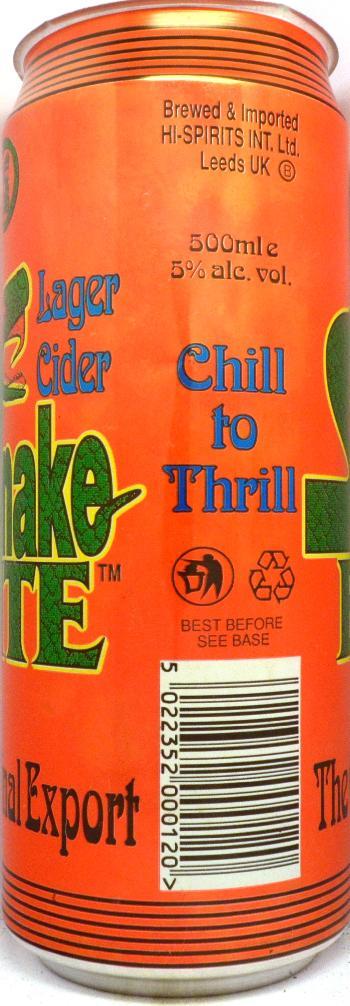 Brewed & Imported
HI-SPIRITS INT. Ltd.
Leeds UK Ⓑ
500ml e
5% alc. vol.
Lager
Cider
nake
TE™
Chill
to
Thrill
BEST BEFORE
SEE BASE
5 022352 000120 >
nal Export
The